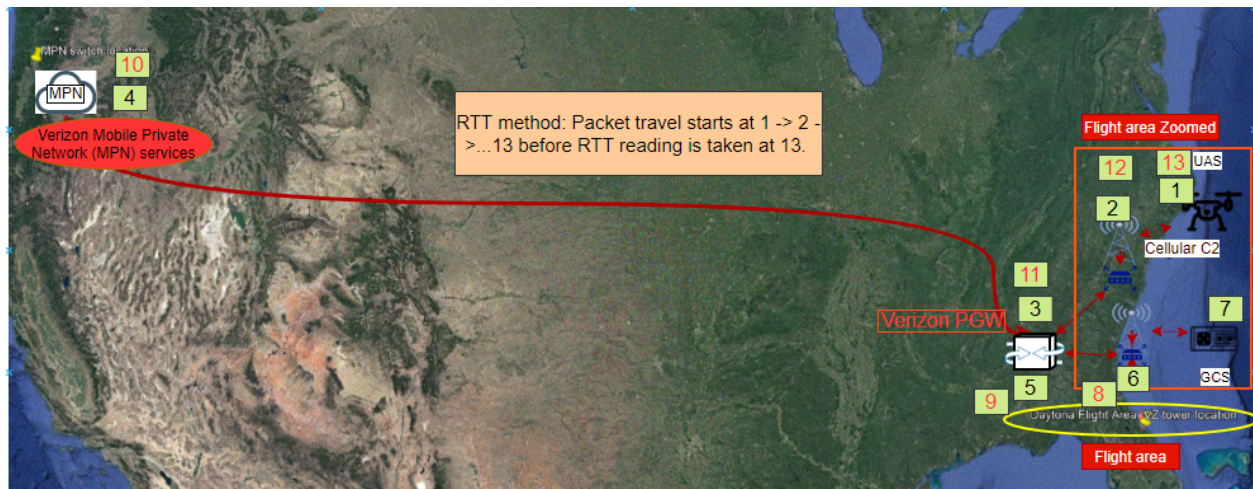 MPN switch location
10
MPN
4
Verizon Mobile Private
Network (MPN) services
RTT method: Packet travel starts at 1 -> 2 -
>...13 before RTT reading is taken at 13.
Flight area Zoomed
12
13
UAS
1
2
Cellular C2
11
3
Verizon PGW
7
GCS
5
6
9
8
Daytona Flight Area - VZ tower location
Flight area